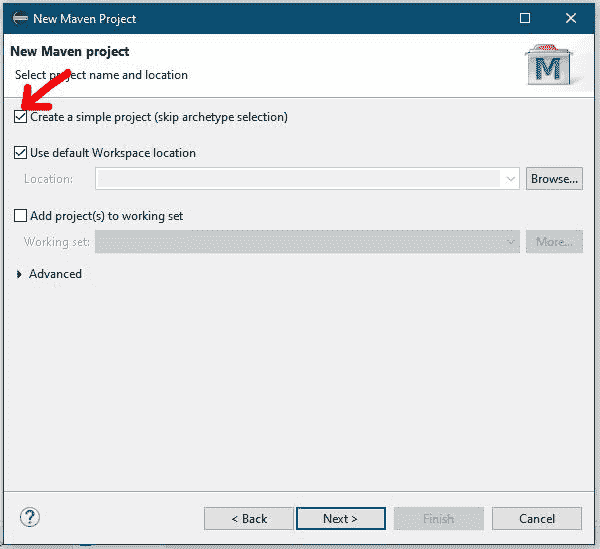 New Maven Project
New Maven project
Select project name and location
M
Create a simple project (skip archetype selection)
Use default Workspace location
Location:
Browse...
Add project(s) to working set
Working set:
More...
Advanced
?
< Back
Next >
Finish
Cancel